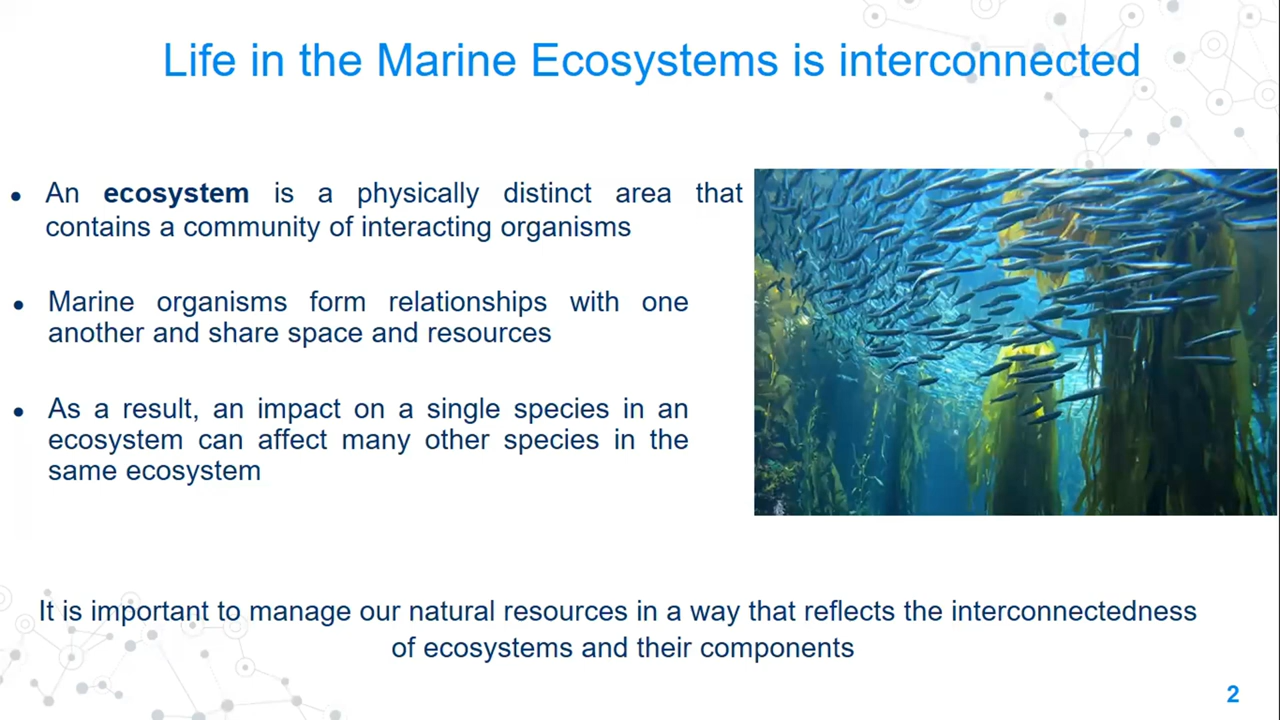 Life in the Marine Ecosystems is interconnected
• An ecosystem is a physically distinct area that
contains a community of interacting organisms
• Marine organisms form relationships with one
another and share space and resources
• As a result, an impact on a single species in an
ecosystem can affect many other species in the
same ecosystem
It is important to manage our natural resources in a way that reflects the interconnectedness
of ecosystems and their components
2